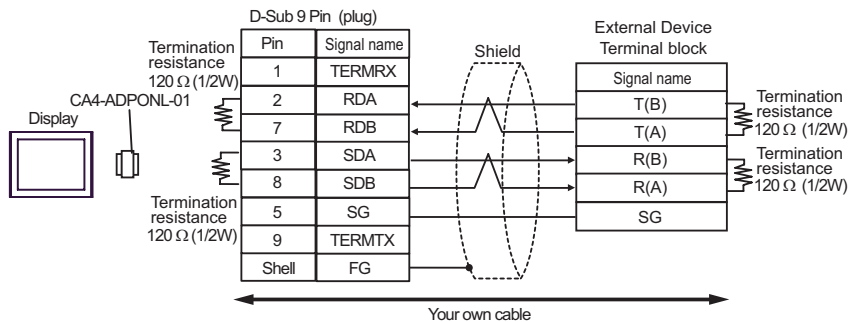 D-Sub 9 Pin (plug)
Pin Signal name
1 TERMRX
2 RDA
7 RDB
3 SDA
8 SDB
5 SG
9 TERMTX
Shell FG
Termination
resistance
120 Ω (1/2W)
CA4-ADPONL-01
Display
Termination
resistance
120 Ω (1/2W)
Shield
External Device
Terminal block
Signal name
T(B)
T(A)
R(B)
R(A)
SG
Termination
resistance
120 Ω (1/2W)
Termination
resistance
120 Ω (1/2W)
Your own cable